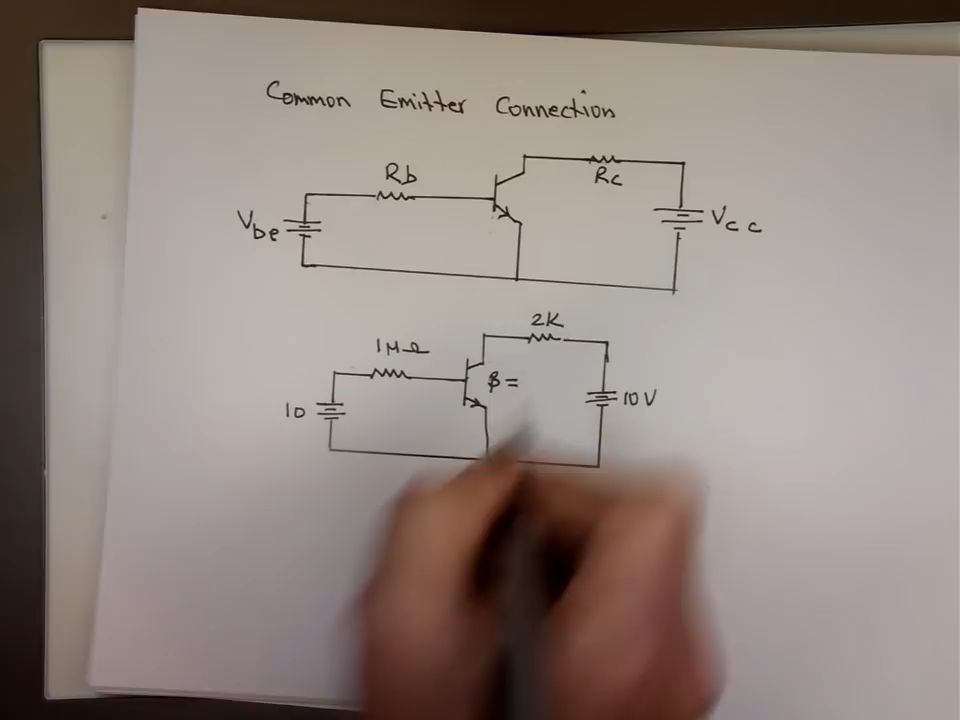 Common Emitter Connection
Rb
Rc
Vbe
Vcc
2K
1MΩ
β=
10
10V